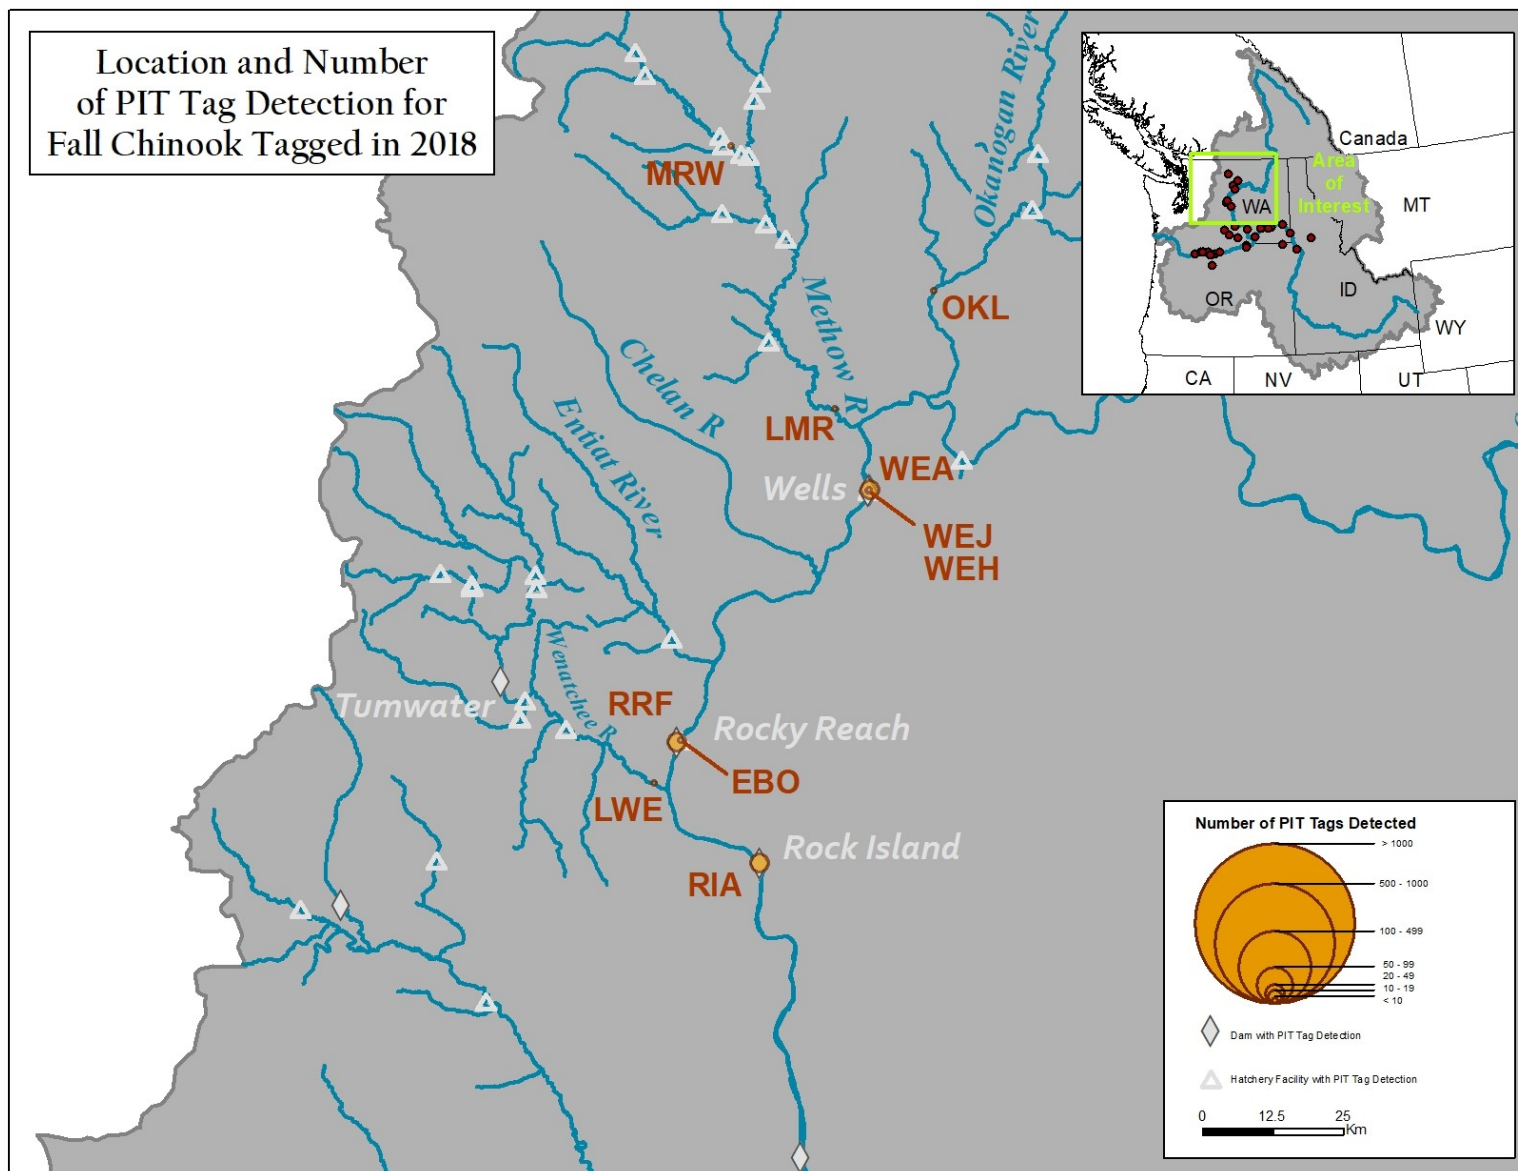 Location and Number
of PIT Tag Detection for
Fall Chinook Tagged in 2018
Okanogan River
Canada
Area
of
Interest
WA
MT
OR
ID
WY
CA
NV
UT
MRW
OKL
Methow R
Chelan R
Entiat River
LMR
WEA
Wells
WEJ
WEH
Wenatchee R
Tumwater
RRF
Rocky Reach
EBO
LWE
Rock Island
RIA
Number of PIT Tags Detected
> 1000
500 - 1000
100 - 499
50 - 99
20 - 49
10 - 19
< 10
Dam with PIT Tag Detection
Hatchery Facility with PIT Tag Detection
0 12.5 25
Km